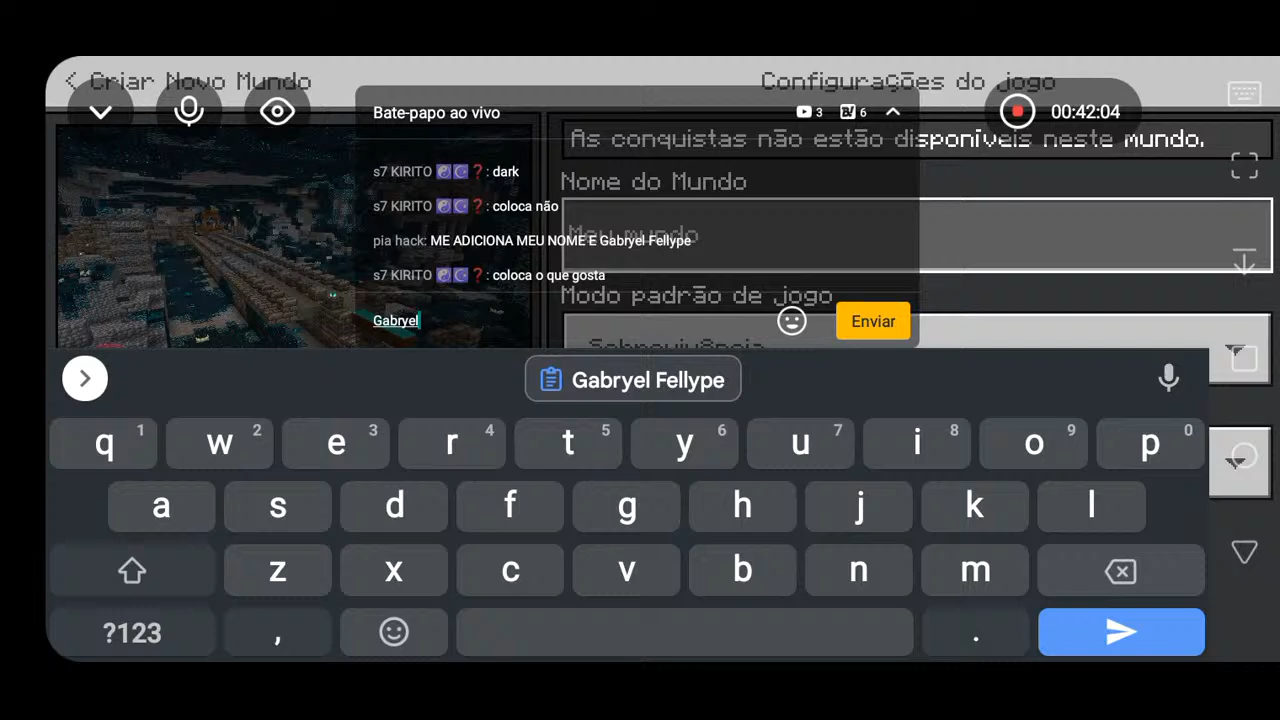 < Criar Novo Mundo
Configurações do jogo
Bate-papo ao vivo
3
6
00:42:04
As conquistas não estão disponíveis neste mundo.
s7 KIRITO ☯️☪️❓: dark
Nome do Mundo
s7 KIRITO ☯️☪️❓: coloca não
Meu mundo
pia hack: ME ADICIONA MEU NOME E Gabryel Fellype
s7 KIRITO ☯️☪️❓: coloca o que gosta
Modo padrão de jogo
Gabryel
Enviar
Sobrevivência
Gabryel Fellype
q 1 w 2 e 3 r 4 t 5 y 6 u 7 i 8 o 9 p 0
a s d f g h j k l
z x c v b n m
?123 , .